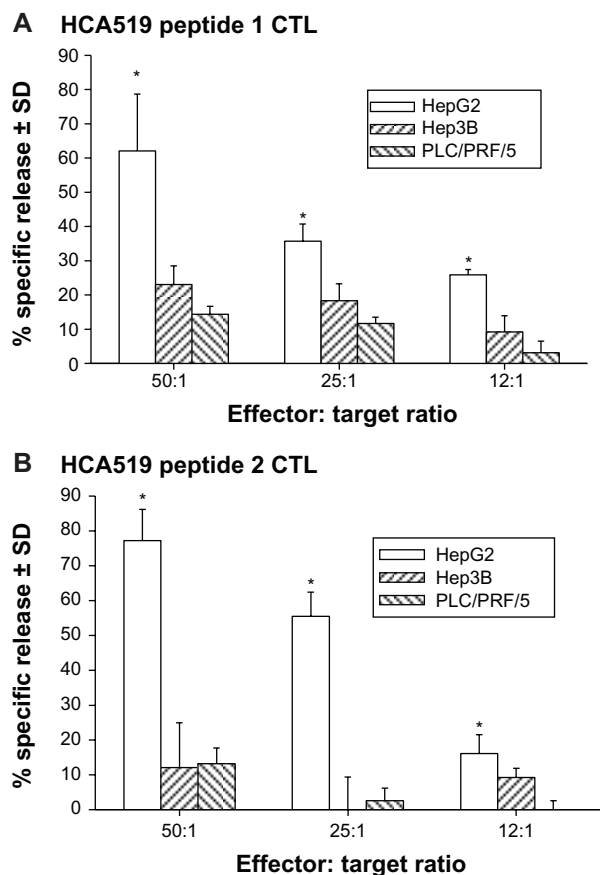 A HCA519 peptide 1 CTL
90
80
70
60
50
40
30
20
10
0
% specific release ± SD
*
*
*
HepG2
Hep3B
PLC/PRF/5
50:1 25:1 12:1
Effector: target ratio
B HCA519 peptide 2 CTL
90
80
70
60
50
40
30
20
10
0
% specific release ± SD
*
*
*
HepG2
Hep3B
PLC/PRF/5
50:1 25:1 12:1
Effector: target ratio